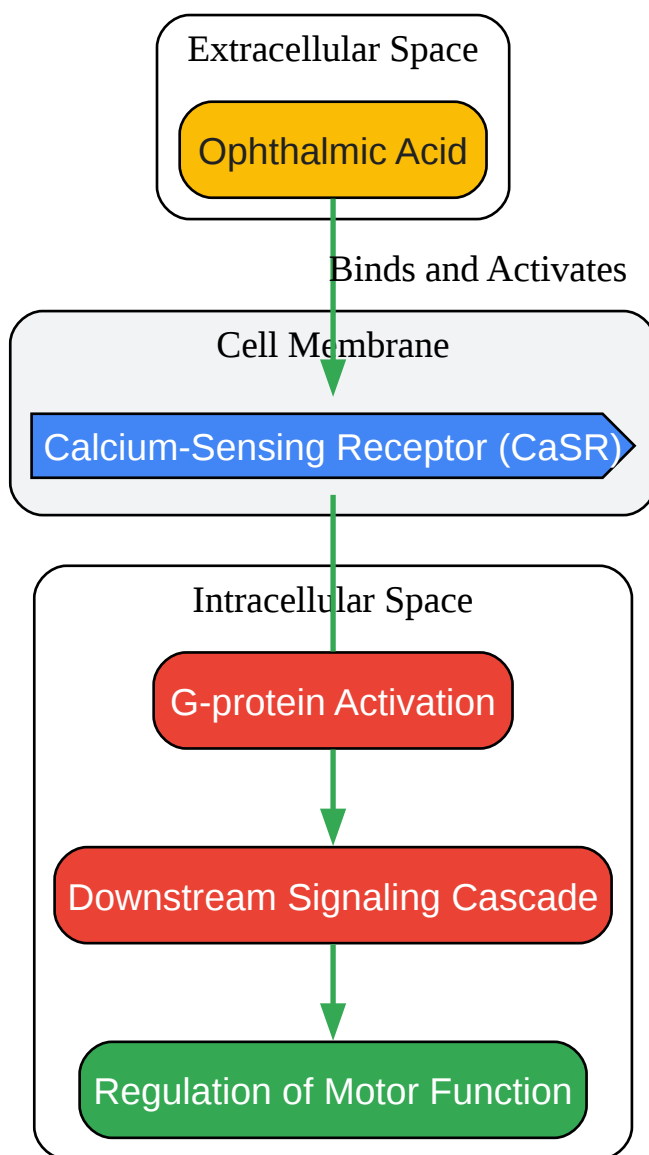 Extracellular Space
Ophthalmic Acid
Binds and Activates
Cell Membrane
Calcium-Sensing Receptor (CaSR)
Intracellular Space
G-protein Activation
Downstream Signaling Cascade
Regulation of Motor Function